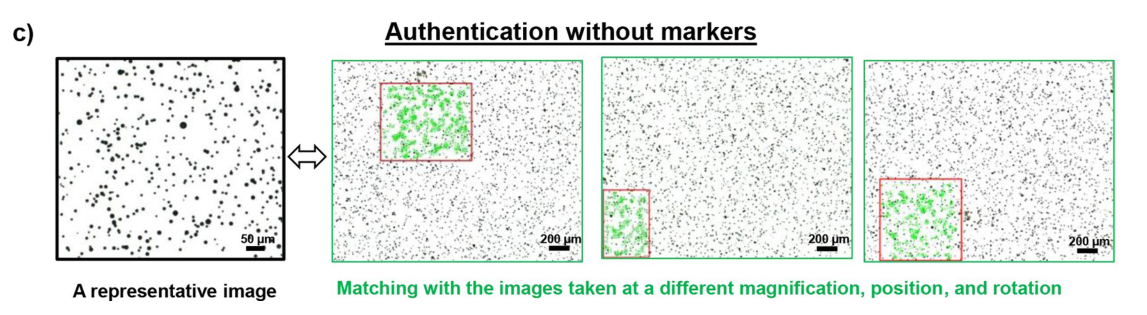 c)
Authentication without markers
50 µm
200 µm
200 µm
200 µm
A representative image
Matching with the images taken at a different magnification, position, and rotation